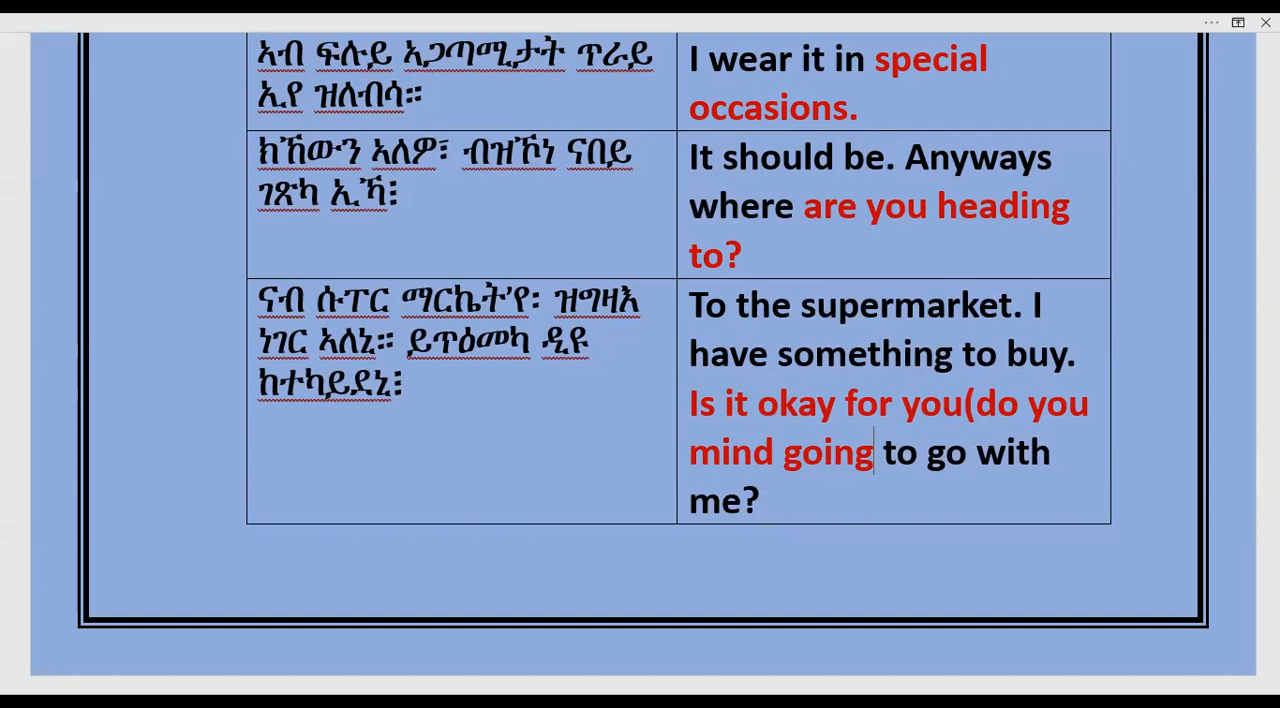 ኣብ ፍሉይ ኣጋጣሚታት ጥራይ
ኢየ ዝለብሳ።
I wear it in special
occasions.
ክኸውን ኣለዎ፣ ብዝኾነ ናበይ
ገጽካ ኢኻ፧
It should be. Anyways
where are you heading
to?
ናብ ሱፐር ማርኬት’የ፡ ዝግዛእ
ነገር ኣለኒ። ይጥዕመካ ዲዩ
ከተካይደኒ፧
To the supermarket. I
have something to buy.
Is it okay for you(do you
mind going to go with
me?